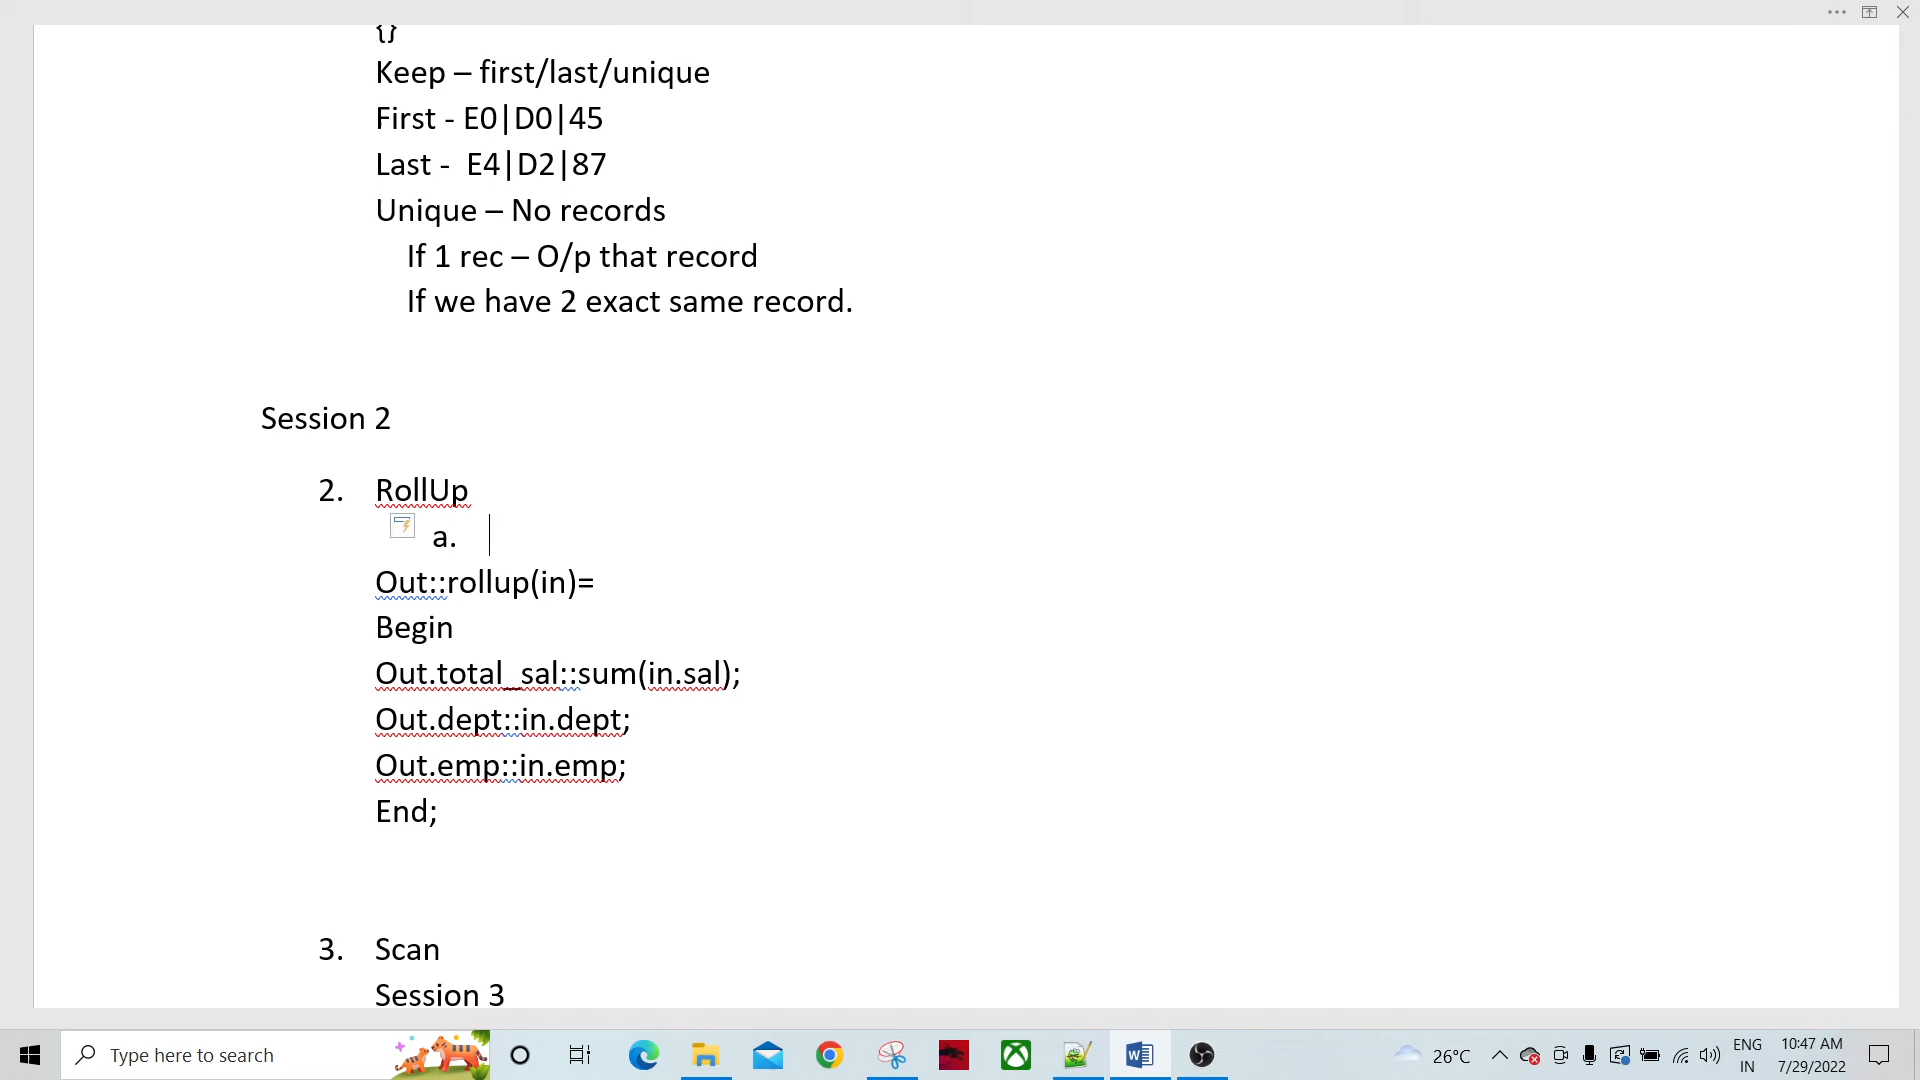 {}
Keep – first/last/unique
First - E0|D0|45
Last -  E4|D2|87
Unique – No records
If 1 rec – O/p that record
If we have 2 exact same record.
Session 2
2. RollUp
a.
Out::rollup(in)=
Begin
Out.total_sal::sum(in.sal);
Out.dept::in.dept;
Out.emp::in.emp;
End;
3. Scan
Session 3
Type here to search
26°C
ENG
IN
10:47 AM
7/29/2022